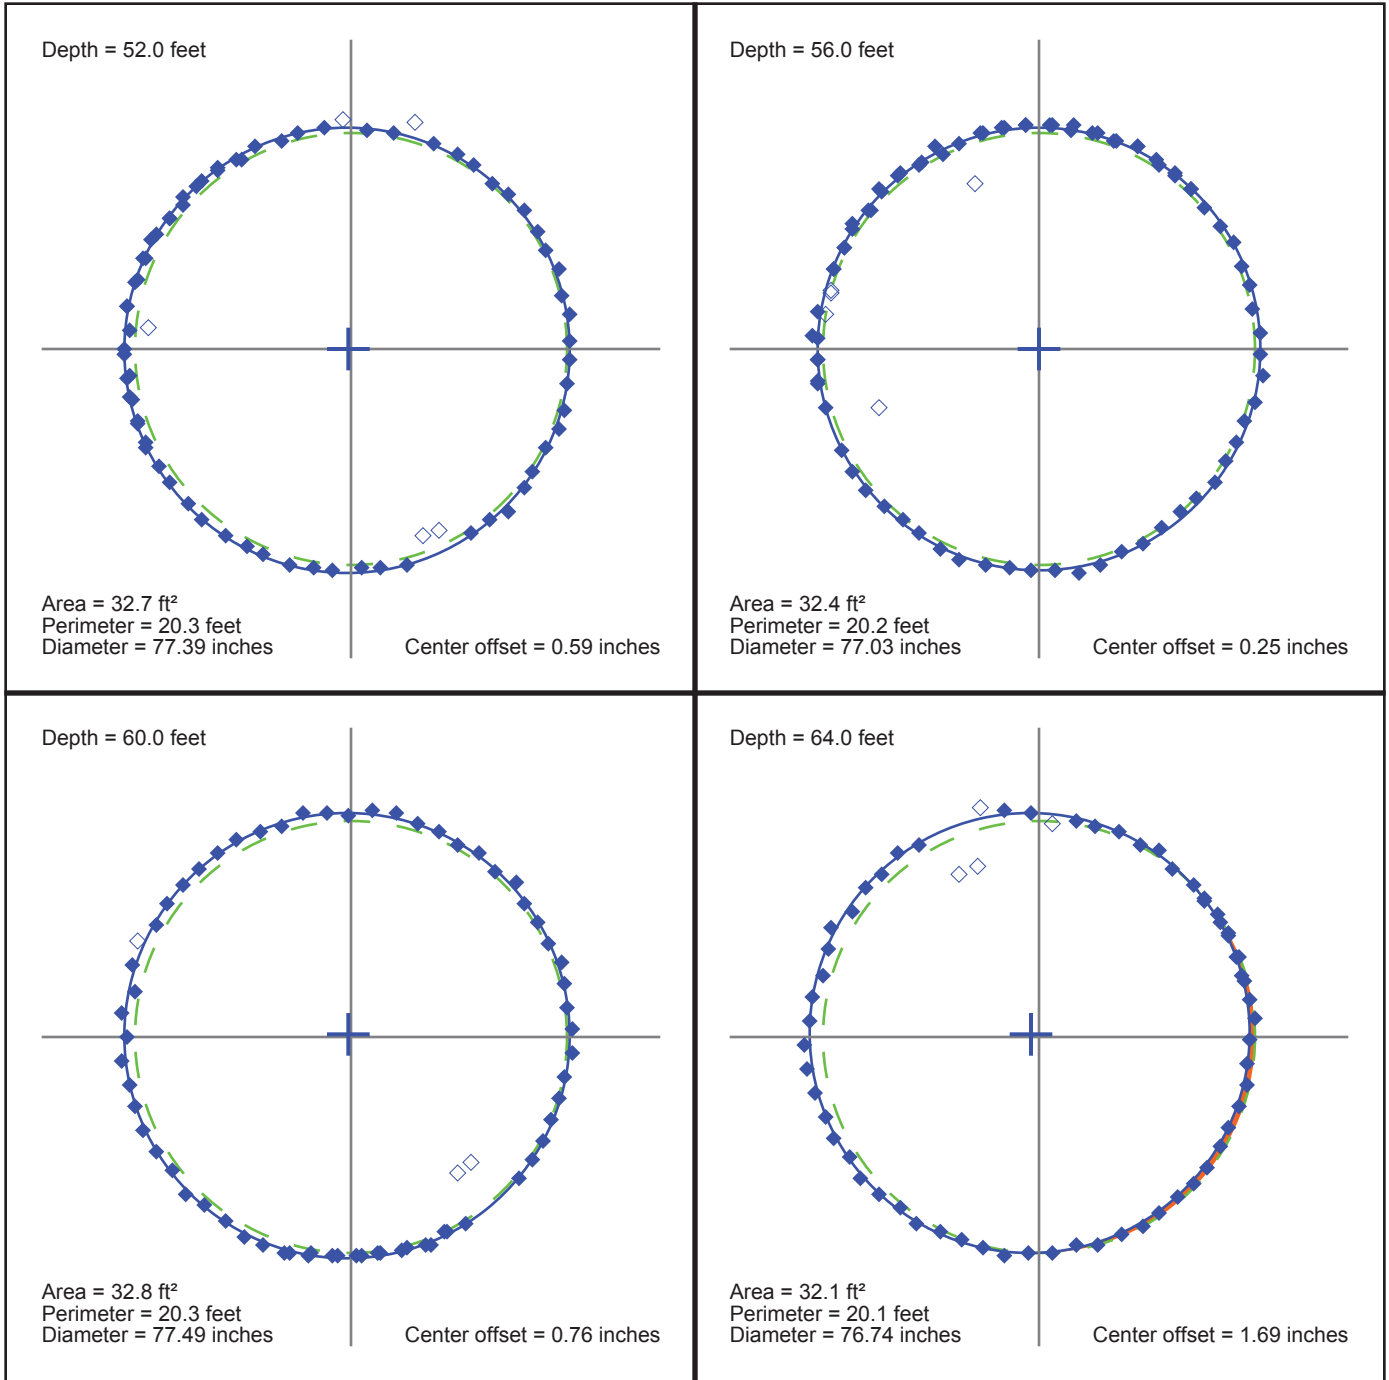 Depth = 52.0 feet
Area = 32.7 ft²
Perimeter = 20.3 feet
Diameter = 77.39 inches
Center offset = 0.59 inches
Depth = 56.0 feet
Area = 32.4 ft²
Perimeter = 20.2 feet
Diameter = 77.03 inches
Center offset = 0.25 inches
Depth = 60.0 feet
Area = 32.8 ft²
Perimeter = 20.3 feet
Diameter = 77.49 inches
Center offset = 0.76 inches
Depth = 64.0 feet
Area = 32.1 ft²
Perimeter = 20.1 feet
Diameter = 76.74 inches
Center offset = 1.69 inches